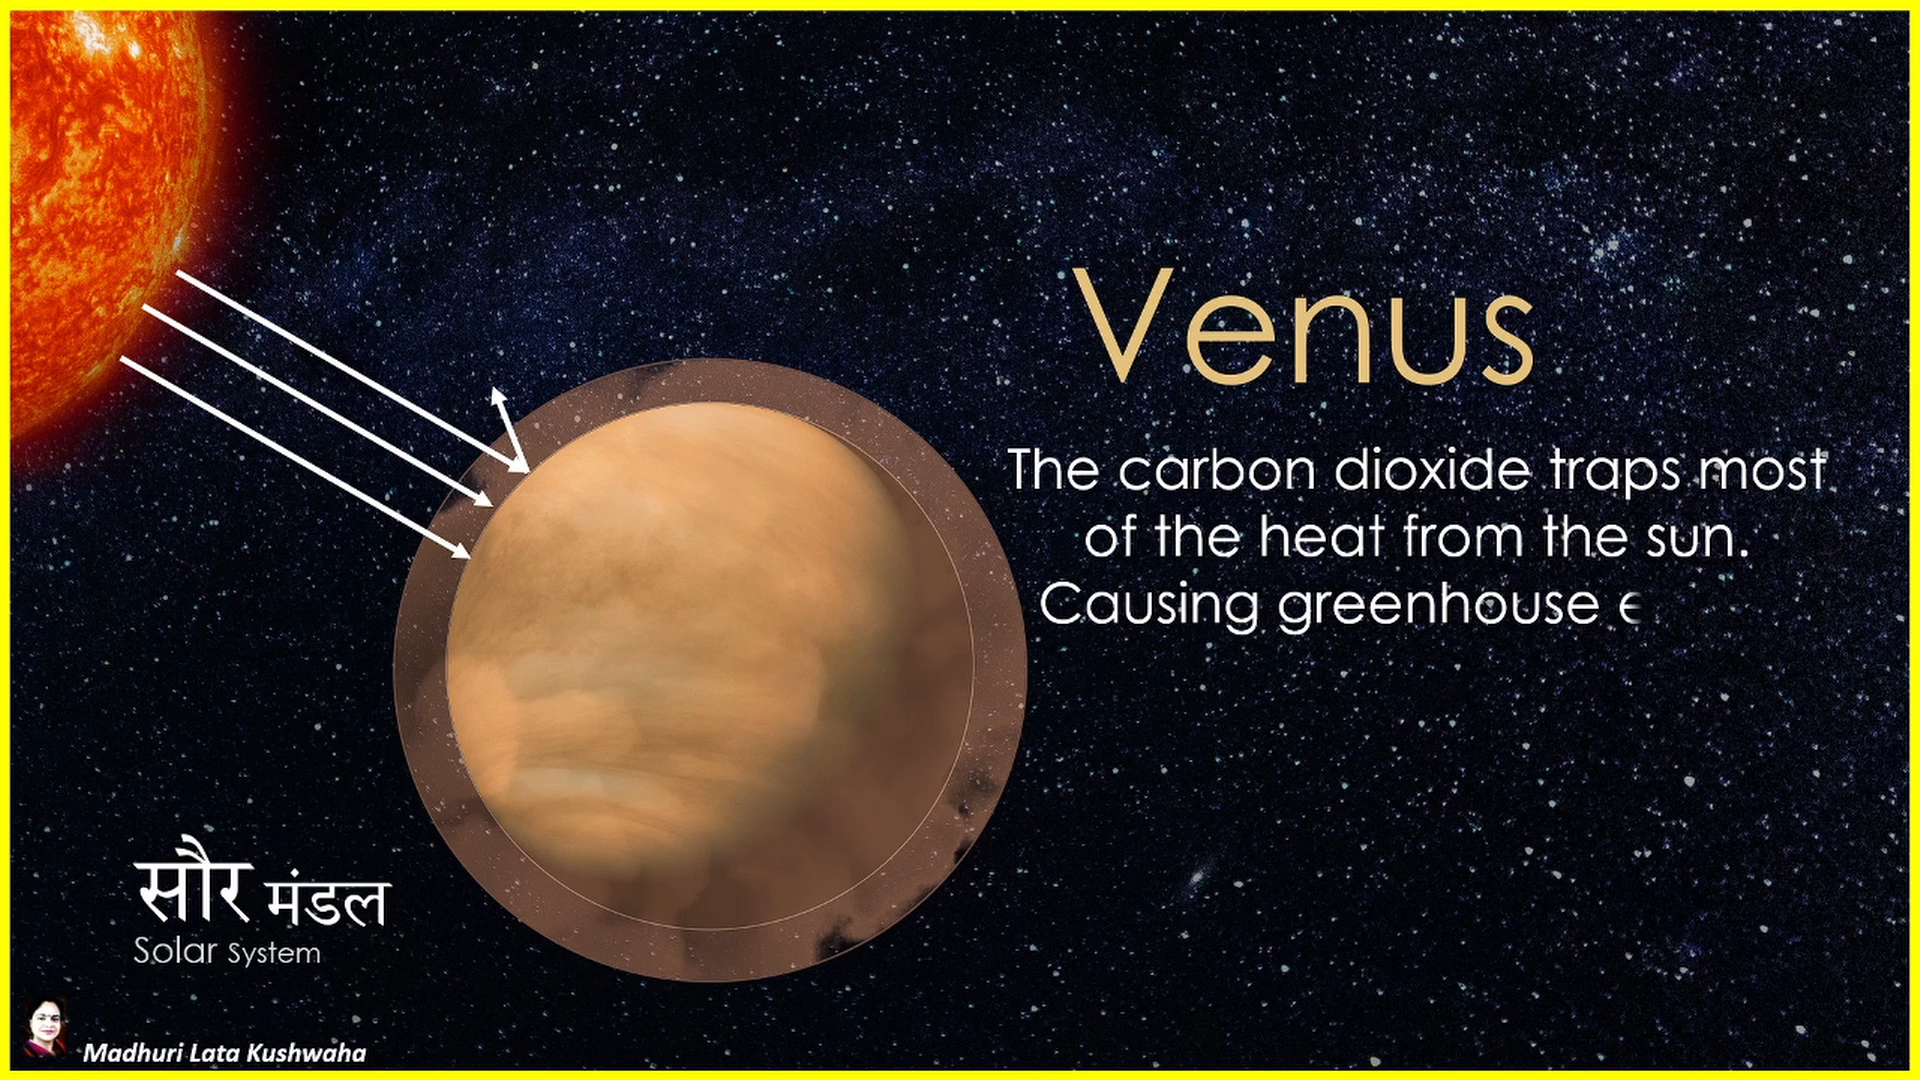 Venus
The carbon dioxide traps most
of the heat from the sun.
Causing greenhouse e
सौर मंडल
Solar System
Madhuri Lata Kushwaha